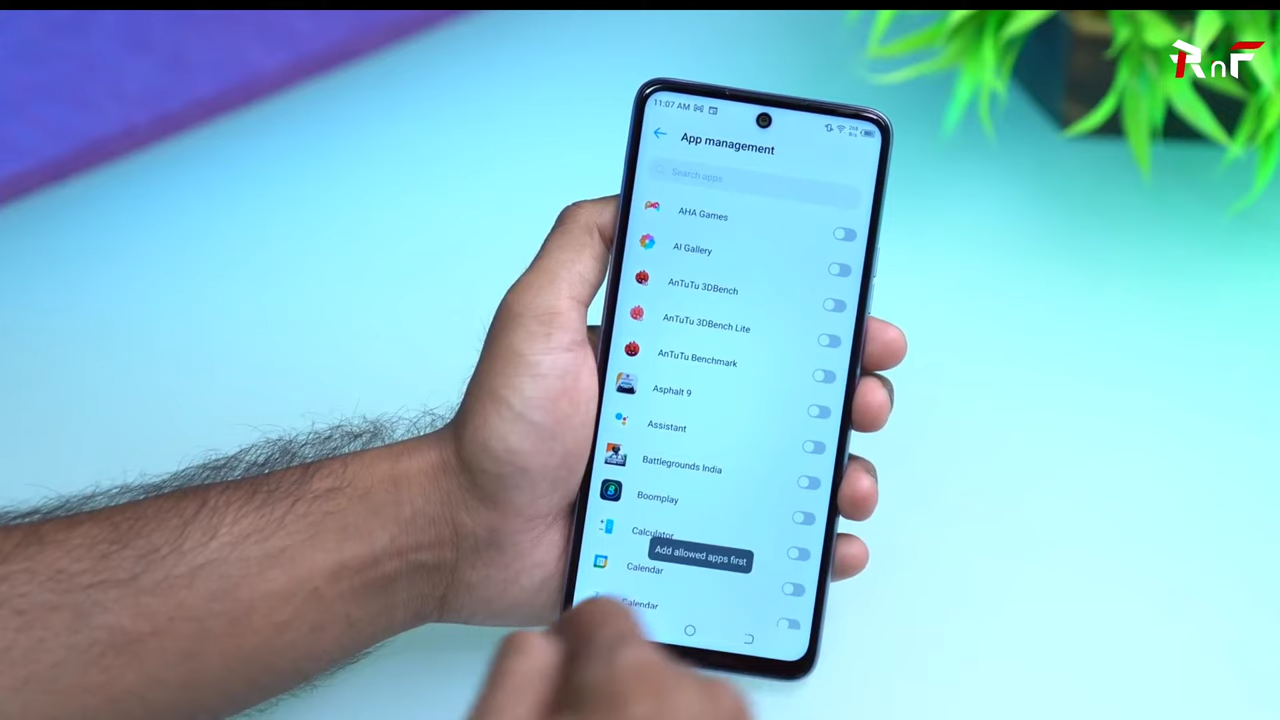 RnF
11:07 AM
App management
Search apps
AHA Games
AI Gallery
AnTuTu 3DBench
AnTuTu 3DBench Lite
AnTuTu Benchmark
Asphalt 9
Assistant
Battlegrounds India
Boomplay
Calculator
Add allowed apps first
Calendar
Calendar